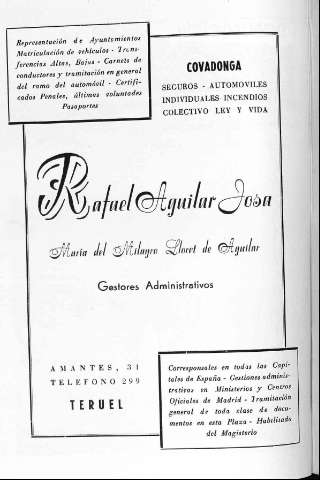 Representación de Ayuntamientos
Matriculación de vehículos - Trans-
ferencias Altas, Bajas - Carnets de
conductores y tramitación en general
del ramo del automóvil - Certifi-
cados Penales, últimas voluntades
Pasaportes
COVADONGA
SEGUROS - AUTOMOVILES
INDIVIDUALES INCENDIOS
COLECTIVO LEY Y VIDA
Rafael Aguilar Josa
María del Milagro Llocet de Aguilar
Gestores Administrativos
AMANTES, 31
TELEFONO 299
TERUEL
Corresponsales en todas las Capi-
tales de España - Gestiones adminis-
trativas en Ministerios y Centros
Oficiales de Madrid - Tramitación
general de toda clase de docu-
mentos en esta Plaza - Habilitado
del Magisterio